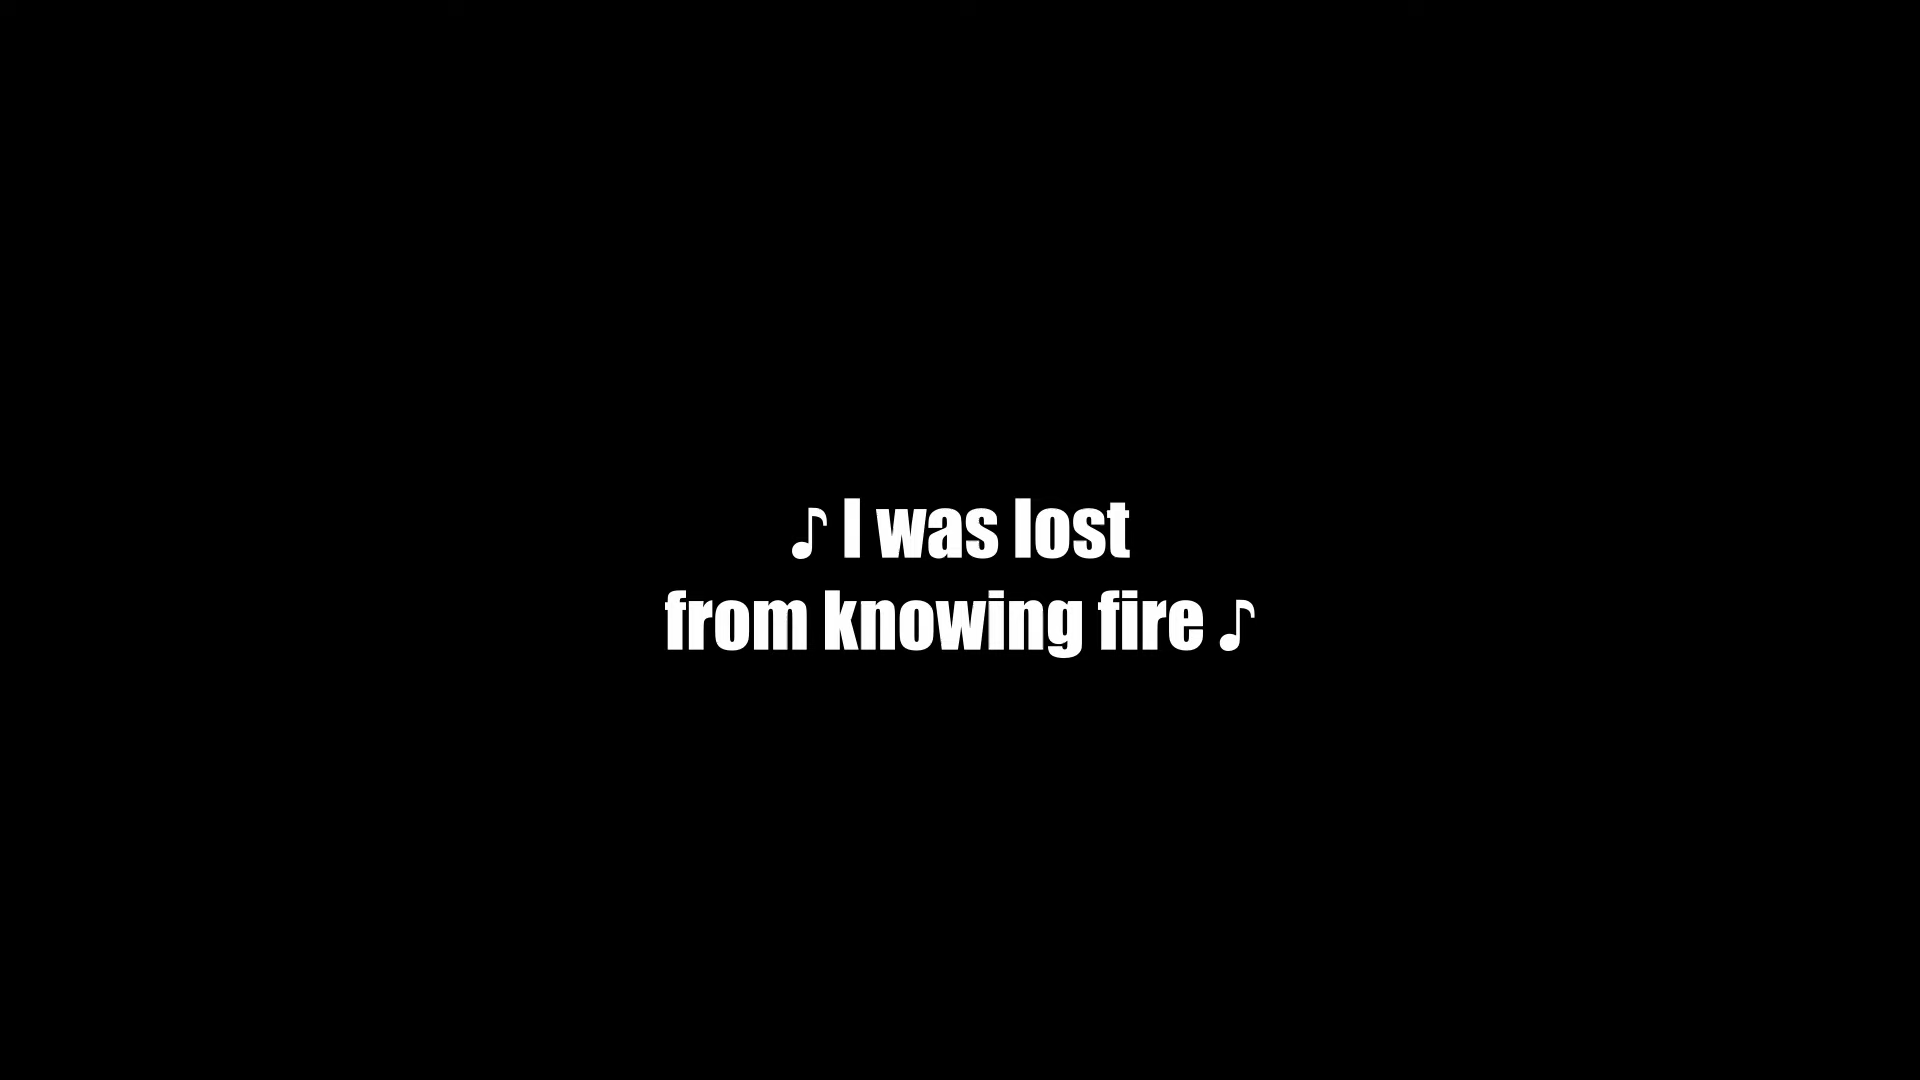 ♪ I was lost
from knowing fire ♪